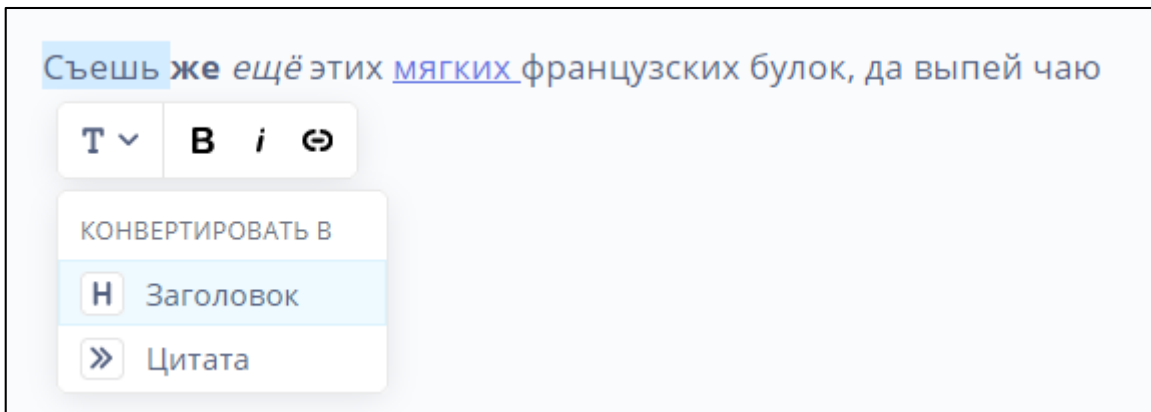 Съешь же ещё этих мягких французских булок, да выпей чаю
T B i
КОНВЕРТИРОВАТЬ В
H Заголовок
Цитата